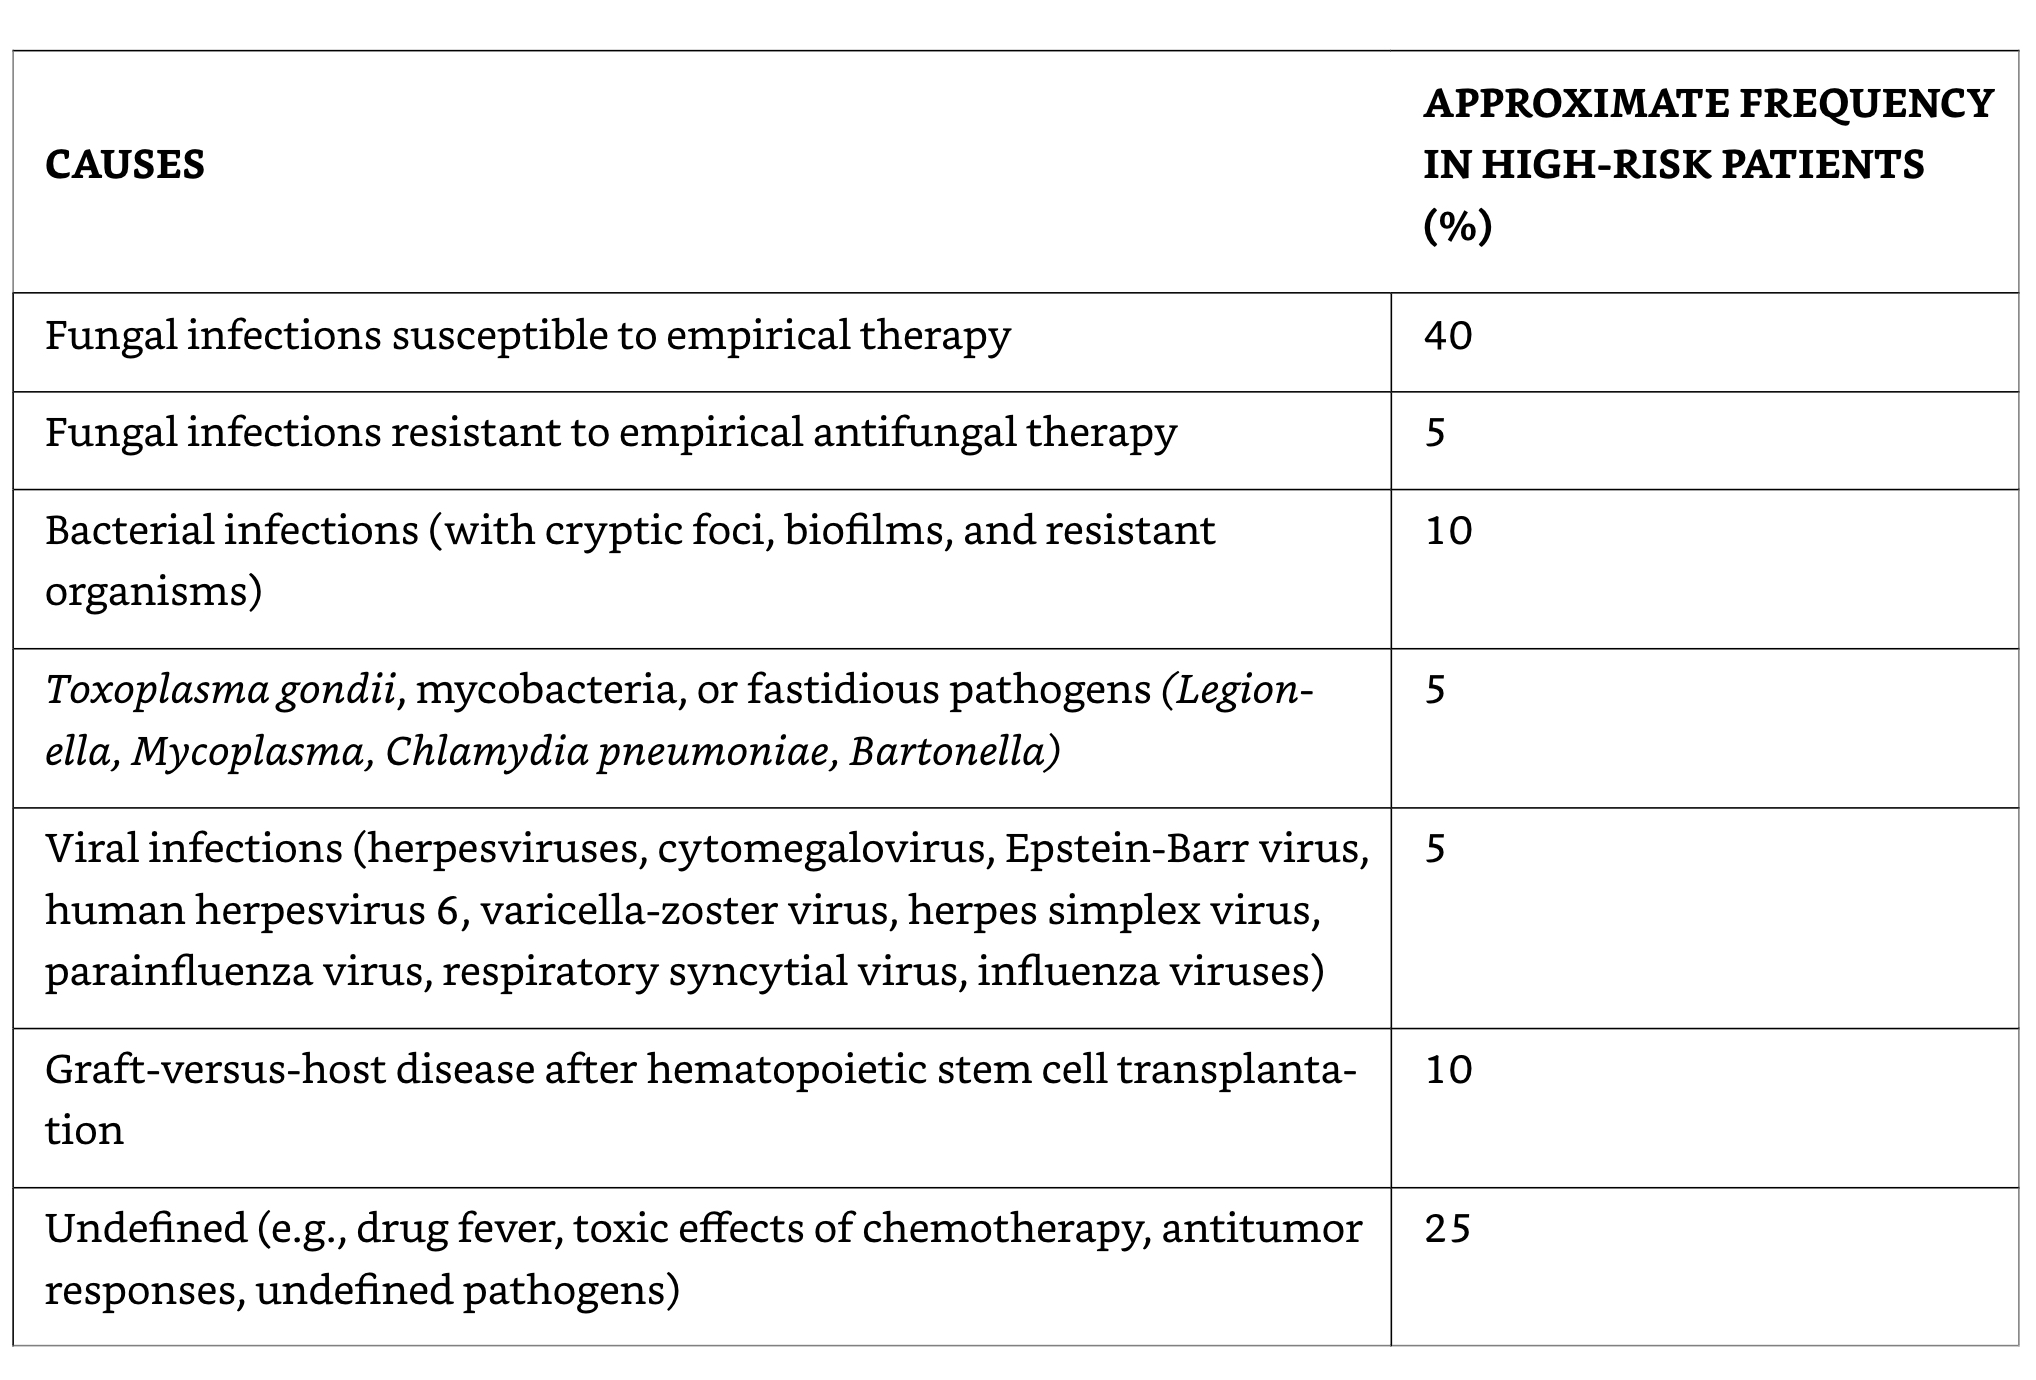 CAUSES
APPROXIMATE FREQUENCY
IN HIGH-RISK PATIENTS
(%)
Fungal infections susceptible to empirical therapy
40
Fungal infections resistant to empirical antifungal therapy
5
Bacterial infections (with cryptic foci, biofilms, and resistant
organisms)
10
Toxoplasma gondii, mycobacteria, or fastidious pathogens (Legion-
ella, Mycoplasma, Chlamydia pneumoniae, Bartonella)
5
Viral infections (herpesviruses, cytomegalovirus, Epstein-Barr virus,
human herpesvirus 6, varicella-zoster virus, herpes simplex virus,
parainfluenza virus, respiratory syncytial virus, influenza viruses)
5
Graft-versus-host disease after hematopoietic stem cell transplanta-
tion
10
Undefined (e.g., drug fever, toxic effects of chemotherapy, antitumor
responses, undefined pathogens)
25